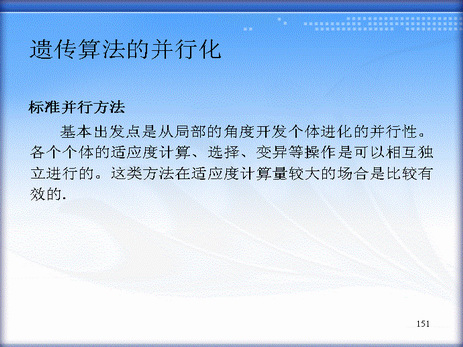 遗传算法的并行化
标准并行方法
基本出发点是从局部的角度开发个体进化的并行性。
各个个体的适应度计算、选择、变异等操作是可以相互独
立进行的。这类方法在适应度计算量较大的场合是比较有
效的.
151